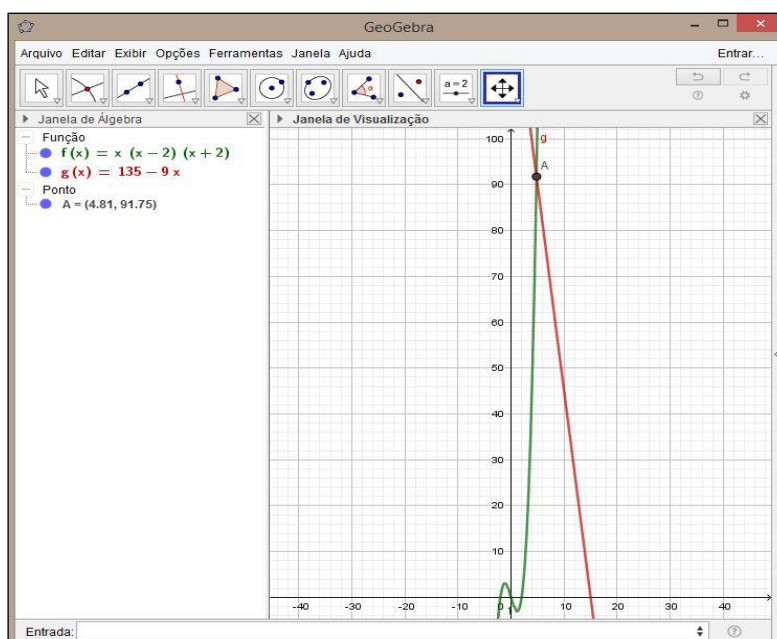 GeoGebra
Arquivo Editar Exibir Opções Ferramentas Janela Ajuda
Entrar...
a=2
Janela de Álgebra
Função
f(x) = x (x − 2) (x + 2)
g(x) = 135 − 9 x
Ponto
A = (4.81, 91.75)
Janela de Visualização
100
g
A
90
80
70
60
50
40
30
20
10
-40 -30 -20 -10 0 1 10 20 30 40
Entrada: